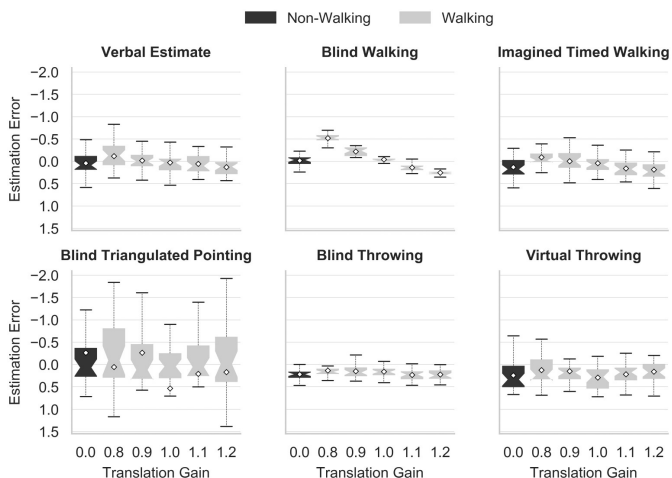 Non-Walking Walking
Verbal Estimate
Blind Walking
Imagined Timed Walking
Estimation Error
−2.0
−1.5
−1.0
−0.5
0.0
0.5
1.0
1.5
Blind Triangulated Pointing
Blind Throwing
Virtual Throwing
Estimation Error
−2.0
−1.5
−1.0
−0.5
0.0
0.5
1.0
1.5
0.0 0.8 0.9 1.0 1.1 1.2
0.0 0.8 0.9 1.0 1.1 1.2
0.0 0.8 0.9 1.0 1.1 1.2
Translation Gain
Translation Gain
Translation Gain